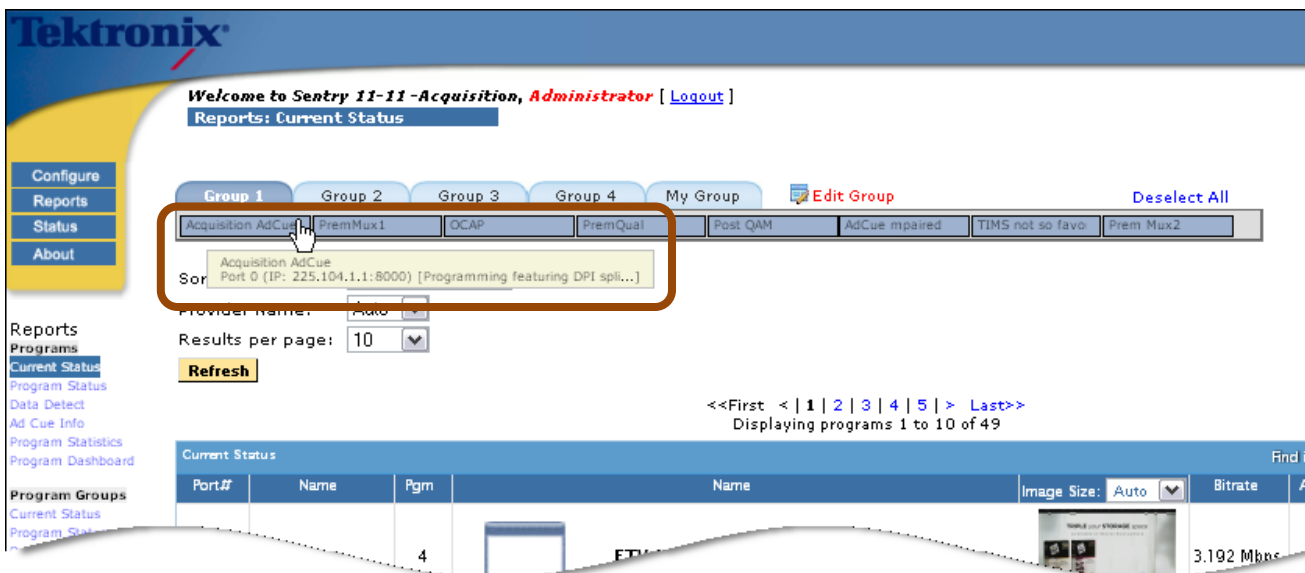 Tektronix
Welcome to Sentry 11-11 -Acquisition, Administrator [ Logout ]
Reports: Current Status
Configure
Reports
Status
About
Group 1 Group 2 Group 3 Group 4 My Group Edit Group Deselect All
Acquisition AdCue PremMux1 OCAP PremQual Post QAM AdCue mpaired TIMS not so favo Prem Mux2
Acquisition AdCue
Port 0 (IP: 225.104.1.1:8000) [Programming featuring DPI spli...]
Sor
Provider Name: Auto
Results per page: 10
Refresh
Reports
Programs
Current Status
Program Status
Data Detect
Ad Cue Info
Program Statistics
Program Dashboard
Program Groups
Current Status
<<First < | 1 | 2 | 3 | 4 | 5 | > Last>>
Displaying programs 1 to 10 of 49
Current Status Find i
Port# Name Pgm Name Image Size: Auto Bitrate A
4 3.192 Mbps